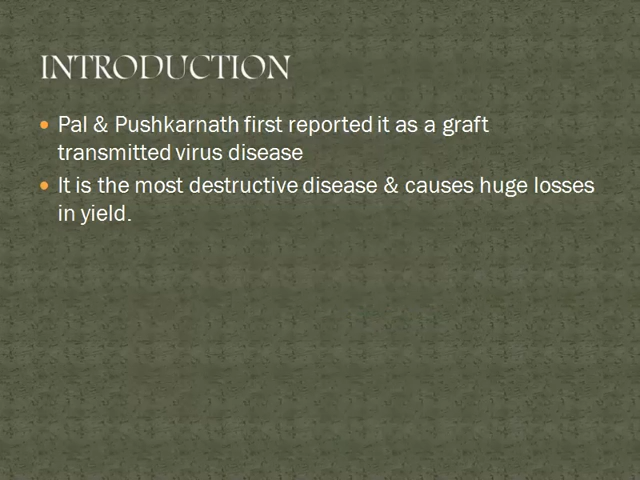 INTRODUCTION
• Pal & Pushkarnath first reported it as a graft
transmitted virus disease
• It is the most destructive disease & causes huge losses
in yield.